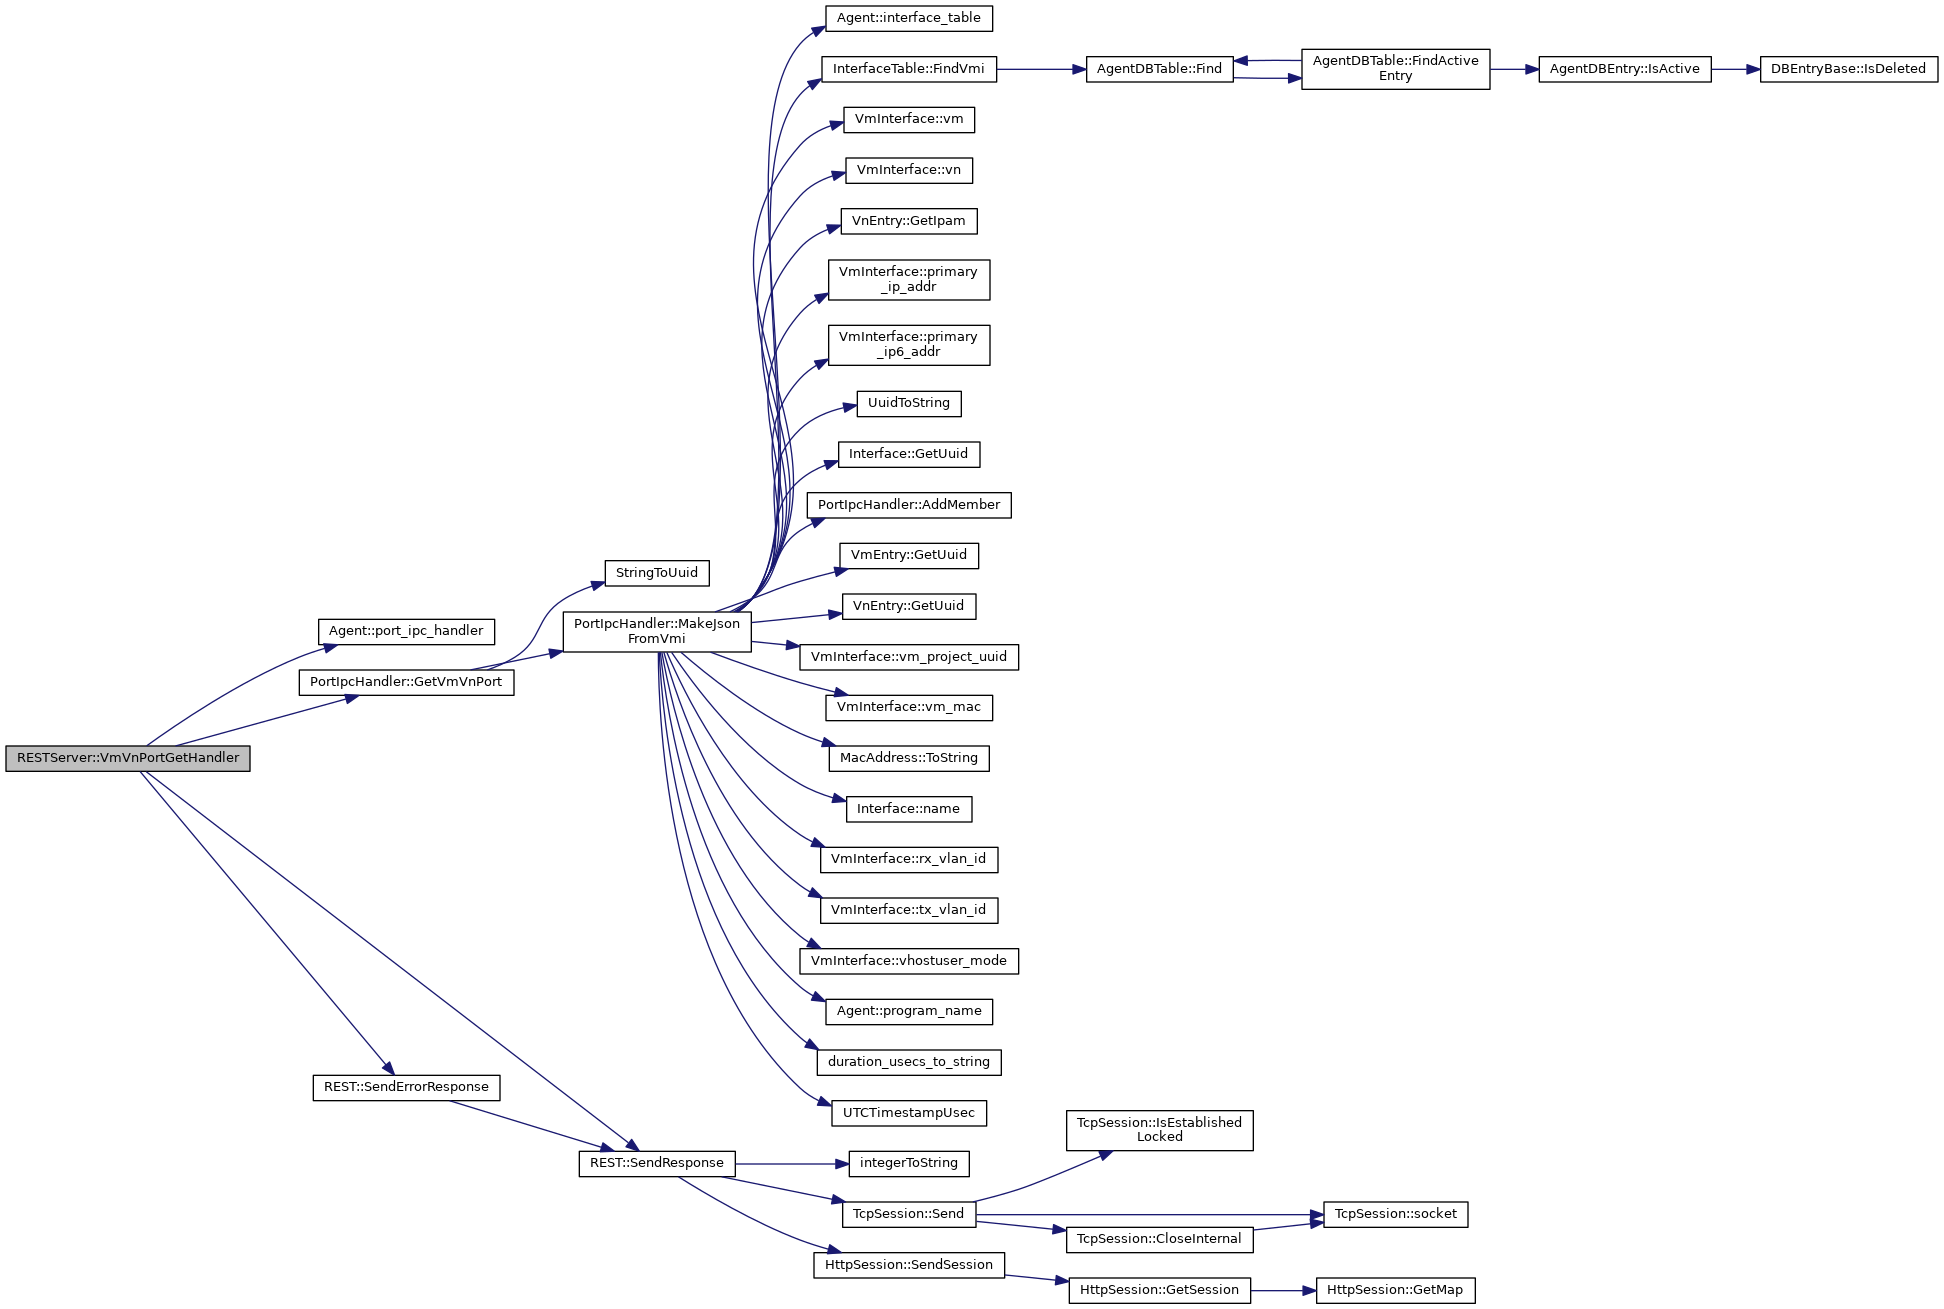 Agent::interface_table
InterfaceTable::FindVmi
AgentDBTable::Find
AgentDBTable::FindActive
Entry
AgentDBEntry::IsActive
DBEntryBase::IsDeleted
VmInterface::vm
VmInterface::vn
VnEntry::GetIpam
VmInterface::primary
_ip_addr
VmInterface::primary
_ip6_addr
UuidToString
Interface::GetUuid
PortIpcHandler::AddMember
VmEntry::GetUuid
StringToUuid
VnEntry::GetUuid
Agent::port_ipc_handler
PortIpcHandler::MakeJson
FromVmi
VmInterface::vm_project_uuid
PortIpcHandler::GetVmVnPort
VmInterface::vm_mac
RESTServer::VmVnPortGetHandler
MacAddress::ToString
Interface::name
VmInterface::rx_vlan_id
VmInterface::tx_vlan_id
VmInterface::vhostuser_mode
Agent::program_name
duration_usecs_to_string
REST::SendErrorResponse
UTCTimestampUsec
TcpSession::IsEstablished
Locked
REST::SendResponse
integerToString
TcpSession::Send
TcpSession::socket
TcpSession::CloseInternal
HttpSession::SendSession
HttpSession::GetSession
HttpSession::GetMap